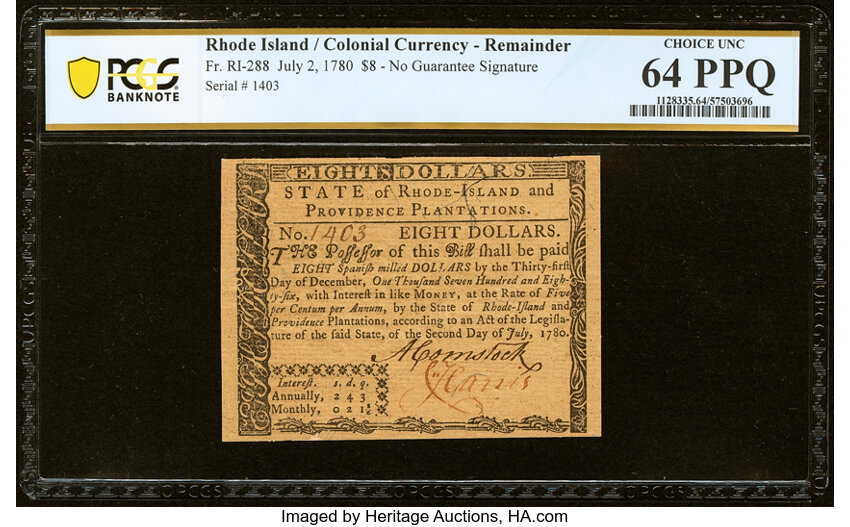 PCGS
BANKNOTE
Rhode Island / Colonial Currency - Remainder
Fr. RI-288 July 2, 1780 $8 - No Guarantee Signature
Serial # 1403
CHOICE UNC
64 PPQ
1128335.64/57503696
EIGHT DOLLARS
STATE of RHODE-ISLAND and
PROVIDENCE PLANTATIONS.
No. 1403 EIGHT DOLLARS.
THE Poſſeſſor of this Bill ſhall be paid
EIGHT Spaniſh milled DOLLARS by the Thirty-firſt
Day of December, One Thouſand Seven Hundred and Eigh-
ty-ſix, with Intereſt in like MONEY, at the Rate of Five
per Centum per Annum, by the State of Rhode-Iſland and
Providence Plantations, according to an Act of the Legiſla-
ture of the ſaid State, of the Second Day of July, 1780.
A Comstock
Harris
Intereſt. s. d. q.
Annually, 2 4 3
Monthly, 0 2 1
Imaged by Heritage Auctions, HA.com